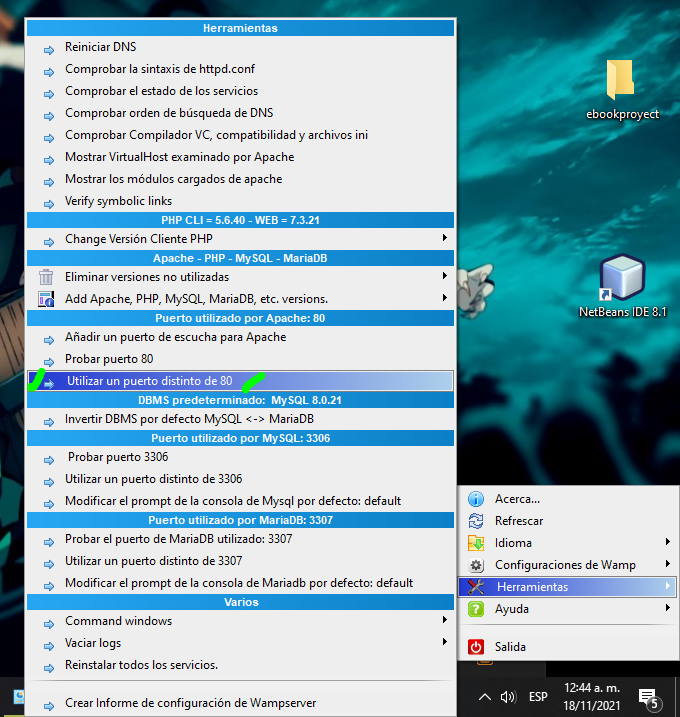 Herramientas
Reiniciar DNS
Comprobar la sintaxis de httpd.conf
Comprobar el estado de los servicios
Comprobar orden de búsqueda de DNS
Comprobar Compilador VC, compatibilidad y archivos ini
Mostrar VirtualHost examinado por Apache
Mostrar los módulos cargados de apache
Verify symbolic links
PHP CLI = 5.6.40 - WEB = 7.3.21
Change Versión Cliente PHP
Apache - PHP - MySQL - MariaDB
Eliminar versiones no utilizadas
Add Apache, PHP, MySQL, MariaDB, etc. versions.
Puerto utilizado por Apache: 80
Añadir un puerto de escucha para Apache
Probar puerto 80
Utilizar un puerto distinto de 80
DBMS predeterminado: MySQL 8.0.21
Invertir DBMS por defecto MySQL <-> MariaDB
Puerto utilizado por MySQL: 3306
Probar puerto 3306
Utilizar un puerto distinto de 3306
Modificar el prompt de la consola de Mysql por defecto: default
Puerto utilizado por MariaDB: 3307
Probar el puerto de MariaDB utilizado: 3307
Utilizar un puerto distinto de 3307
Modificar el prompt de la consola de Mariadb por defecto: default
Varios
Command windows
Vaciar logs
Reinstalar todos los servicios.
Crear Informe de configuración de Wampserver
ebookproyect
NetBeans IDE 8.1
Acerca...
Refrescar
Idioma
Configuraciones de Wamp
Herramientas
Ayuda
Salida
ESP
12:44 a. m.
18/11/2021
5